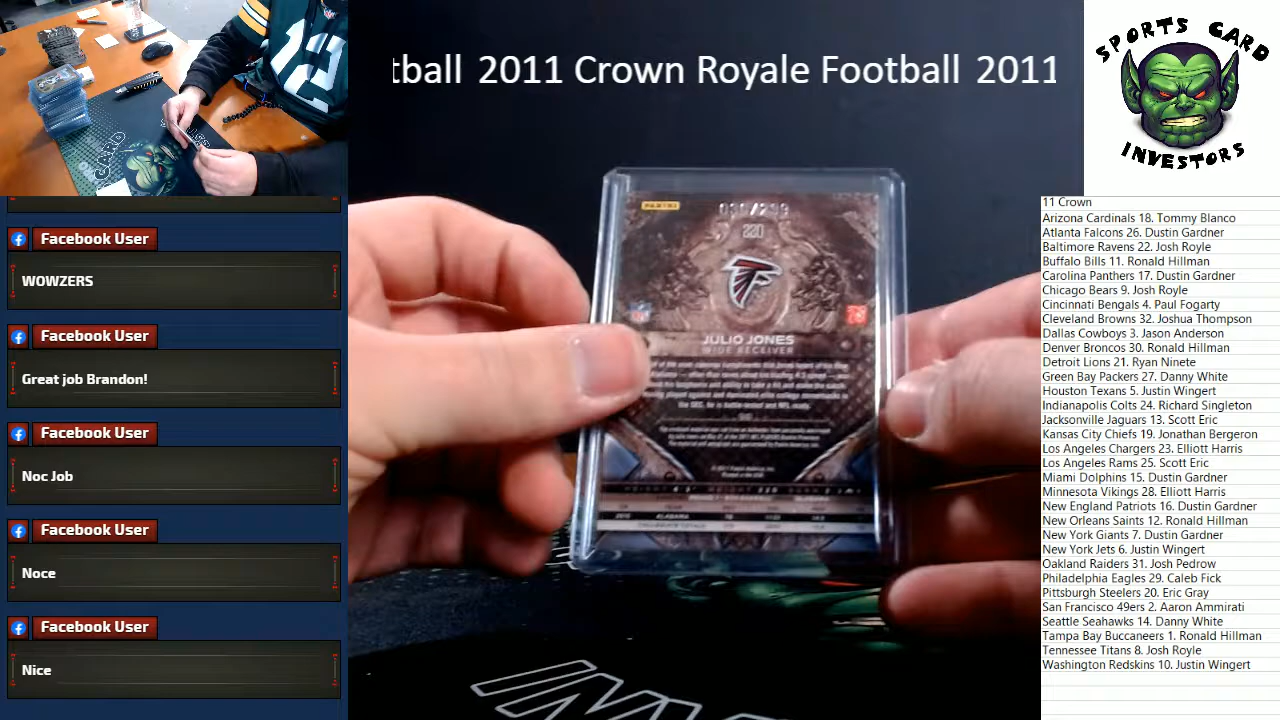 tball 2011 Crown Royale Football 2011
SPORTS CARD
INVESTORS
Facebook User
WOWZERS
Facebook User
Great job Brandon!
Facebook User
Noc Job
Facebook User
Noce
Facebook User
Nice
PANINI
220
JULIO JONES
WIDE RECEIVER
ALABAMA
CARD
11 Crown
Arizona Cardinals 18. Tommy Blanco
Atlanta Falcons 26. Dustin Gardner
Baltimore Ravens 22. Josh Royle
Buffalo Bills 11. Ronald Hillman
Carolina Panthers 17. Dustin Gardner
Chicago Bears 9. Josh Royle
Cincinnati Bengals 4. Paul Fogarty
Cleveland Browns 32. Joshua Thompson
Dallas Cowboys 3. Jason Anderson
Denver Broncos 30. Ronald Hillman
Detroit Lions 21. Ryan Ninete
Green Bay Packers 27. Danny White
Houston Texans 5. Justin Wingert
Indianapolis Colts 24. Richard Singleton
Jacksonville Jaguars 13. Scott Eric
Kansas City Chiefs 19. Jonathan Bergeron
Los Angeles Chargers 23. Elliott Harris
Los Angeles Rams 25. Scott Eric
Miami Dolphins 15. Dustin Gardner
Minnesota Vikings 28. Elliott Harris
New England Patriots 16. Dustin Gardner
New Orleans Saints 12. Ronald Hillman
New York Giants 7. Dustin Gardner
New York Jets 6. Justin Wingert
Oakland Raiders 31. Josh Pedrow
Philadelphia Eagles 29. Caleb Fick
Pittsburgh Steelers 20. Eric Gray
San Francisco 49ers 2. Aaron Ammirati
Seattle Seahawks 14. Danny White
Tampa Bay Buccaneers 1. Ronald Hillman
Tennessee Titans 8. Josh Royle
Washington Redskins 10. Justin Wingert